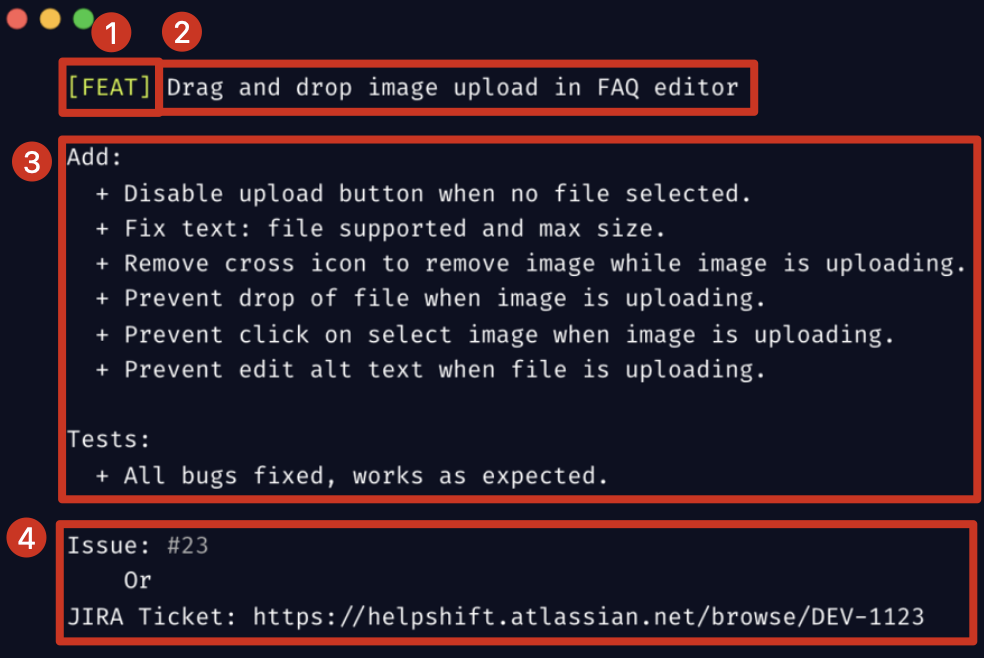 1 2
[FEAT] Drag and drop image upload in FAQ editor
3
Add:
+ Disable upload button when no file selected.
+ Fix text: file supported and max size.
+ Remove cross icon to remove image while image is uploading.
+ Prevent drop of file when image is uploading.
+ Prevent click on select image when image is uploading.
+ Prevent edit alt text when file is uploading.
Tests:
+ All bugs fixed, works as expected.
4
Issue: #23
Or
JIRA Ticket: https://helpshift.atlassian.net/browse/DEV-1123